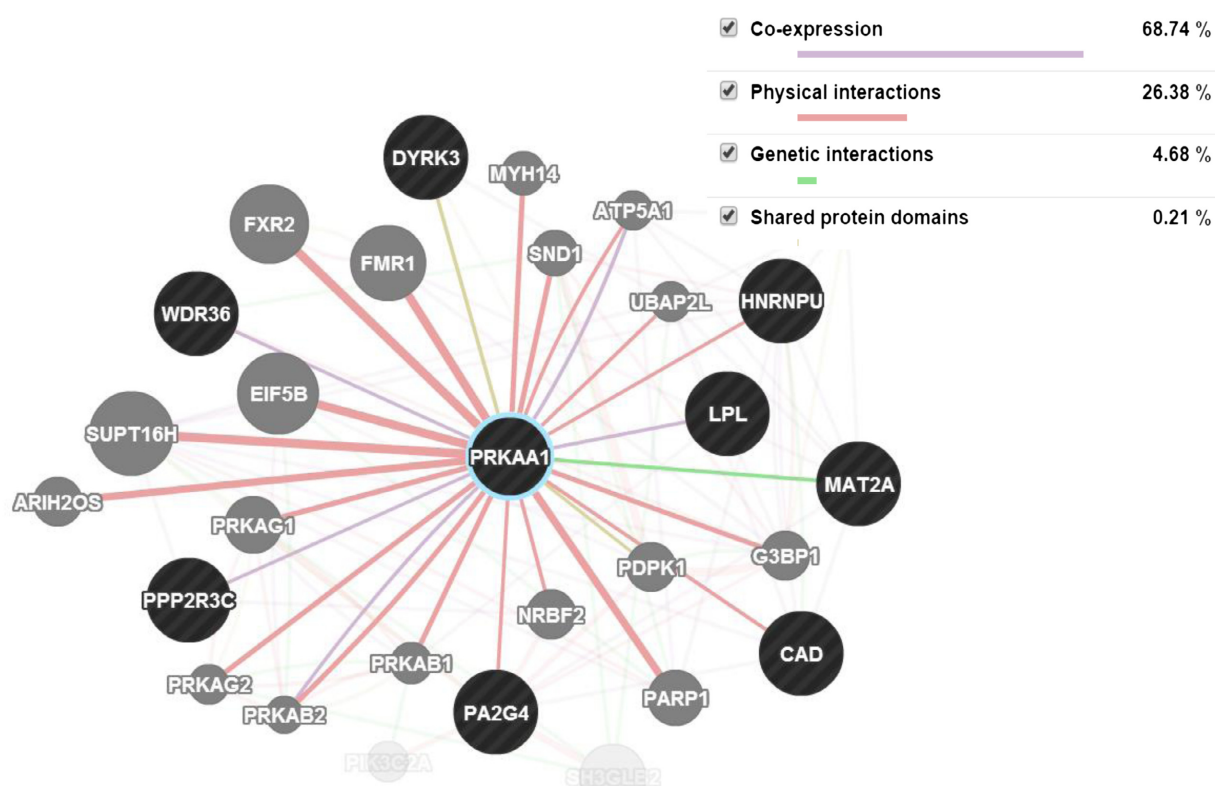 Co-expression 68.74 %
Physical interactions 26.38 %
Genetic interactions 4.68 %
Shared protein domains 0.21 %
DYRK3
MYH14
ATP5A1
FXR2
SND1
FMR1
UBAP2L
HNRNPU
WDR36
EIF5B
LPL
SUPT16H
PRKAA1
MAT2A
ARIH2OS
PRKAG1
G3BP1
PDPK1
PPP2R3C
NRBF2
CAD
PRKAB1
PRKAG2
PARP1
PRKAB2
PA2G4
PIK3C2A
SH3GLB2